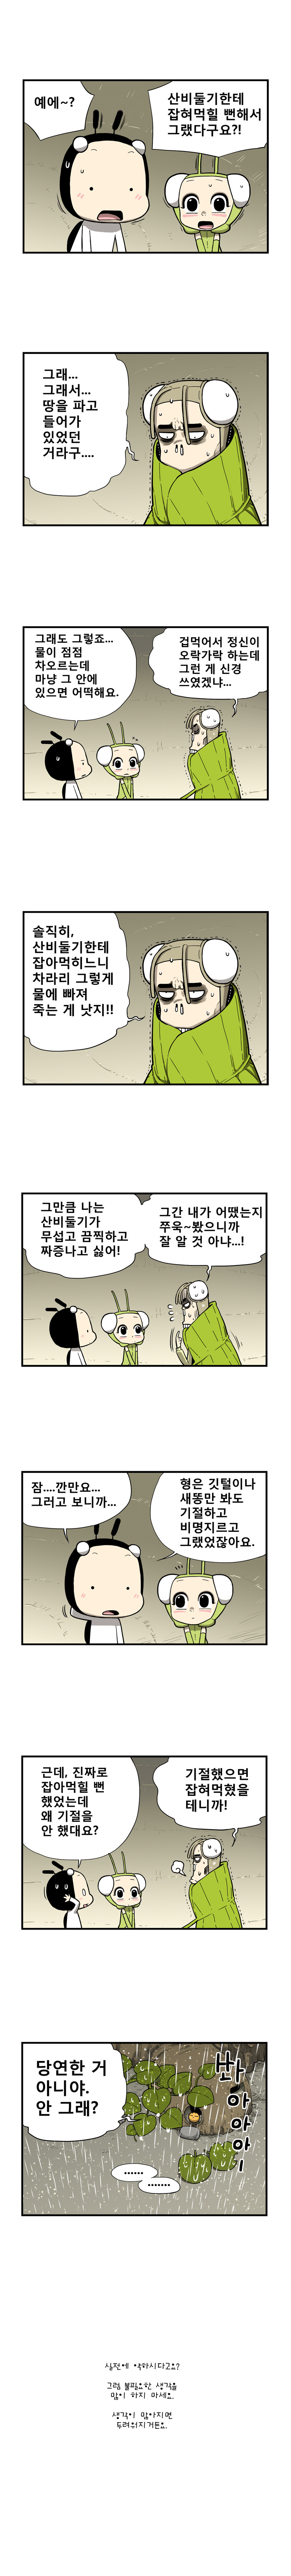 예에~?
산비둘기한테
잡혀먹힐 뻔해서
그랬다구요?!
그래...
그래서...
땅을 파고
들어가
있었던
거라구....
그래도 그렇죠...
물이 점점
차오르는데
마냥 그 안에
있으면 어떡해요.
겁먹어서 정신이
오락가락 하는데
그런 게 신경
쓰였겠냐...
솔직히,
산비둘기한테
잡아먹히느니
차라리 그렇게
물에 빠져
죽는 게 낫지!!
그만큼 나는
산비둘기가
무섭고 끔찍하고
짜증나고 싫어!
그간 내가 어땠는지
쭈욱~봤으니까
잘 알 것 아냐...!
잠....깐만요...
그러고 보니까...
형은 깃털이나
새똥만 봐도
기절하고
비명지르고
그랬었잖아요.
근데, 진짜로
잡아먹힐 뻔
했었는데
왜 기절을
안 했대요?
기절했으면
잡혀먹혔을
테니까!
당연한 거
아니야.
안 그래?
솨
아
아
아
......
.......
실전에 약하시다고요?
그럼 불필요한 생각을
많이 하지 마세요.
생각이 많아지면
두려워지거든요.